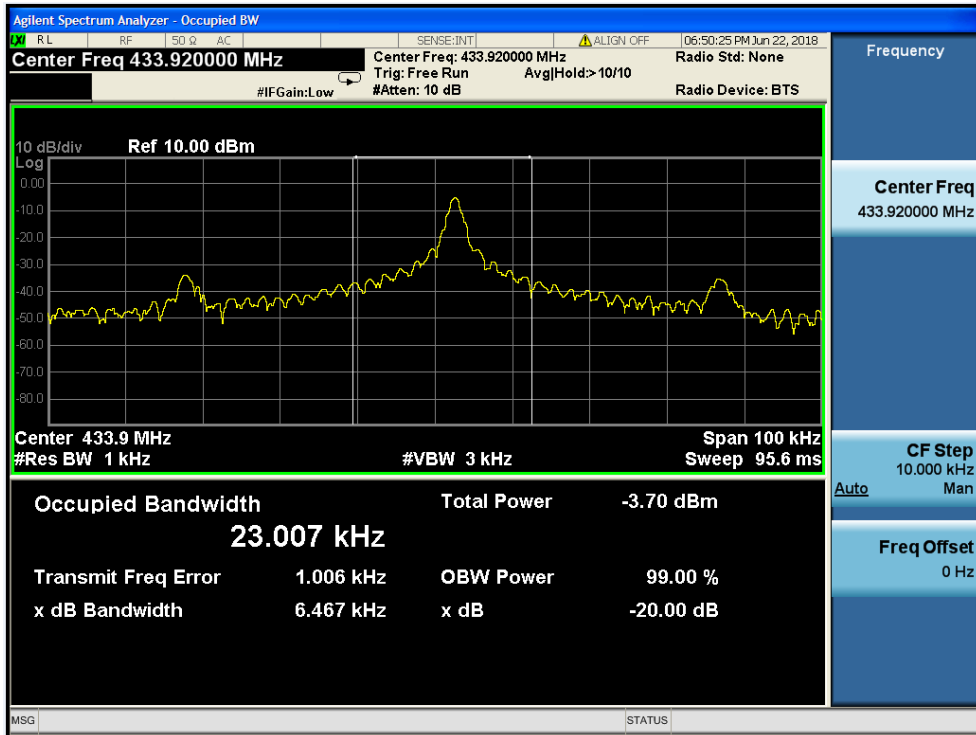 Agilent Spectrum Analyzer - Occupied BW
LXI RL RF 50 Ω AC SENSE:INT ALIGN OFF 06:50:25 PM Jun 22, 2018
Center Freq 433.920000 MHz
Center Freq: 433.920000 MHz
Radio Std: None
Trig: Free Run Avg|Hold:>10/10
#IFGain:Low #Atten: 10 dB Radio Device: BTS
10 dB/div Ref 10.00 dBm
Log
0.00
-10.0
-20.0
-30.0
-40.0
-50.0
-60.0
-70.0
-80.0
Center 433.9 MHz Span 100 kHz
#Res BW 1 kHz #VBW 3 kHz Sweep 95.6 ms
Occupied Bandwidth Total Power -3.70 dBm
23.007 kHz
Transmit Freq Error 1.006 kHz OBW Power 99.00 %
x dB Bandwidth 6.467 kHz x dB -20.00 dB
MSG STATUS
Frequency
Center Freq
433.920000 MHz
CF Step
10.000 kHz
Auto Man
Freq Offset
0 Hz